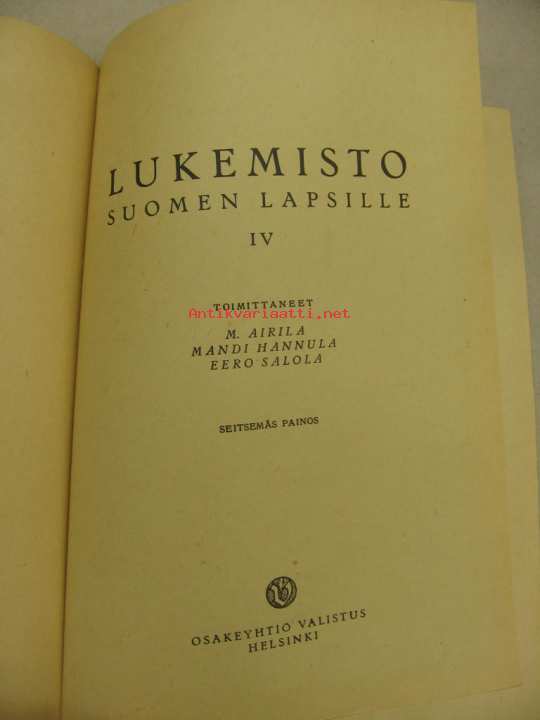 LUKEMISTO
SUOMEN LAPSILLE
IV
TOIMITTANEET
Antikvariaatti.net
M. AIRILA
MANDI HANNULA
EERO SALOLA
SEITSEMÄS PAINOS
OSAKEYHTIÖ VALISTUS
HELSINKI